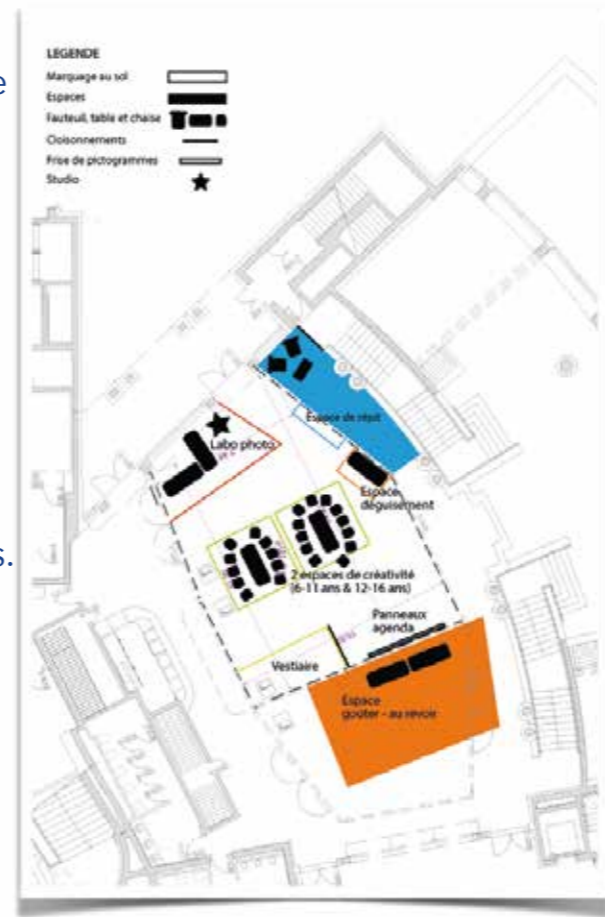 e
s.
LEGENDE
Marquage au sol
Espaces
Fauteuil, table et chaise
Cloisonnements
Frise de pictogrammes
Studio
Espace de répit
Labo photo
Espace
déguisement
2 espaces de créativité
(6-11 ans & 12-16 ans)
Panneaux
agenda
Vestiaire
Espace
goûter - au revoir